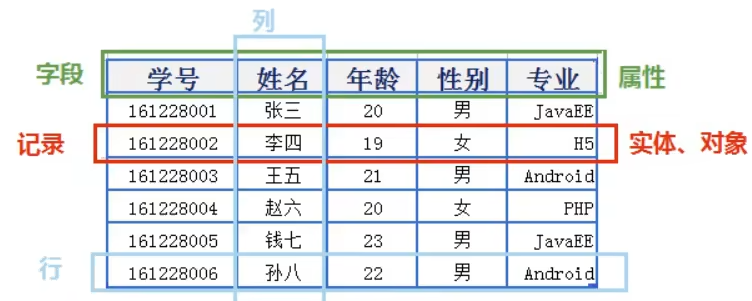 列
字段 学号 姓名 年龄 性别 专业 属性
161228001 张三 20 男 JavaEE
记录 161228002 李四 19 女 H5 实体、对象
161228003 王五 21 男 Android
161228004 赵六 20 女 PHP
161228005 钱七 23 男 JavaEE
行 161228006 孙八 22 男 Android